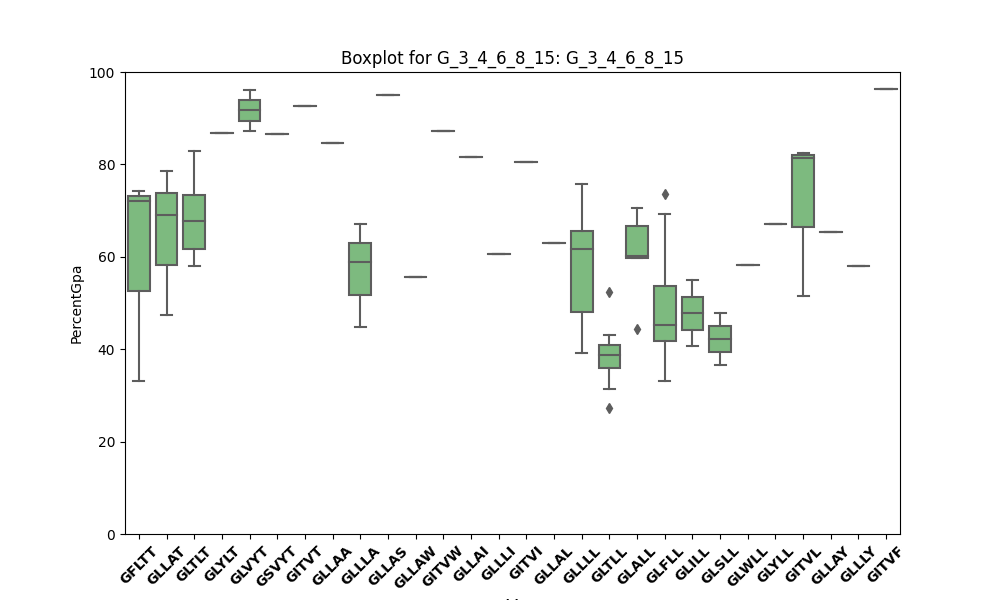 Boxplot for G_3_4_6_8_15: G_3_4_6_8_15
100
80
60
40
20
0
PercentGpa
GFLTT
GLLAT
GLTLT
GLYLT
GLVYT
GSVYT
GITVT
GLLAA
GLLLA
GLLAS
GLLAW
GITVW
GLLAI
GLLLI
GITVI
GLLAL
GLLLL
GLTLL
GLALL
GLFLL
GLILL
GLSLL
GLWLL
GLYLL
GITVL
GLLAY
GLLLY
GITVF